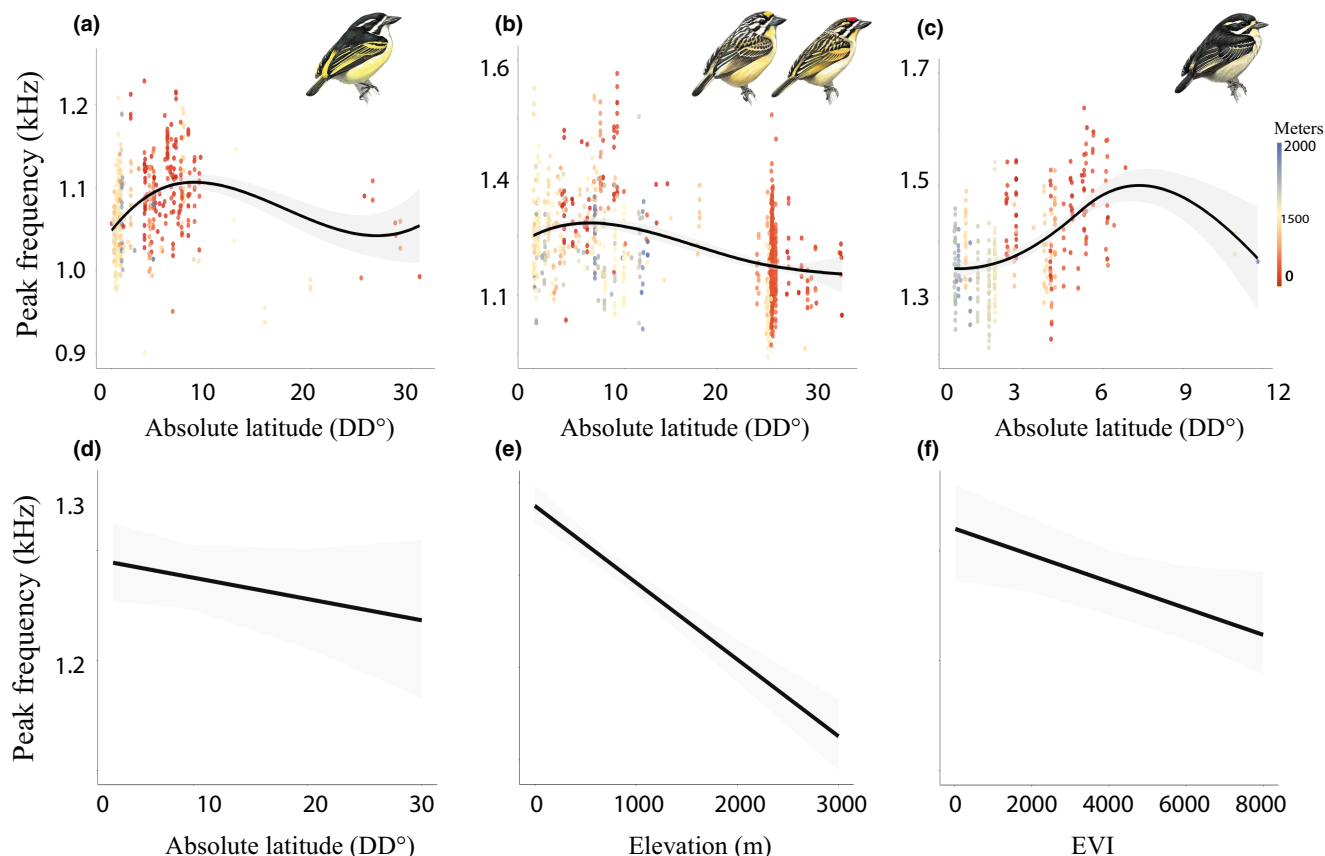 (a)
Peak frequency (kHz)
1.2
1.1
1.0
0.9
0
10
20
30
Absolute latitude (DD°)
(b)
1.6
1.4
1.3
1.1
0
10
20
30
Absolute latitude (DD°)
(c)
1.7
1.5
1.3
0
3
6
9
12
Absolute latitude (DD°)
Meters
2000
1500
0
(d)
Peak frequency (kHz)
1.3
1.2
0
10
20
30
Absolute latitude (DD°)
(e)
0
1000
2000
3000
Elevation (m)
(f)
0
2000
4000
6000
8000
EVI